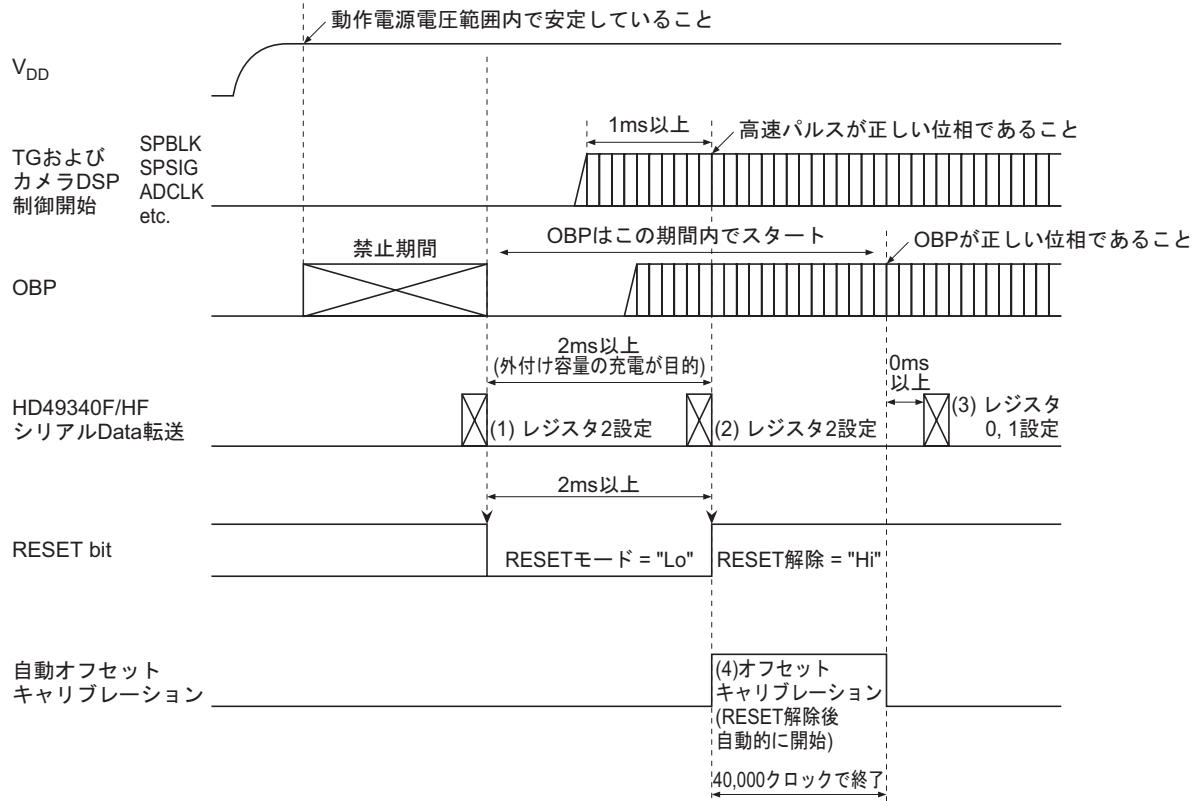 動作電源電圧範囲内で安定していること
VDD
1ms以上
高速パルスが正しい位相であること
TGおよび
カメラDSP
制御開始
SPBLK
SPSIG
ADCLK
etc.
禁止期間
OBPはこの期間内でスタート
OBPが正しい位相であること
OBP
2ms以上
(外付け容量の充電が目的)
0ms
以上
HD49340F/HF
シリアルData転送
(1) レジスタ2設定
(2) レジスタ2設定
(3) レジスタ
0, 1設定
2ms以上
RESET bit
RESETモード = "Lo"
RESET解除 = "Hi"
自動オフセット
キャリブレーション
(4)オフセット
キャリブレーション
(RESET解除後
自動的に開始)
40,000クロックで終了